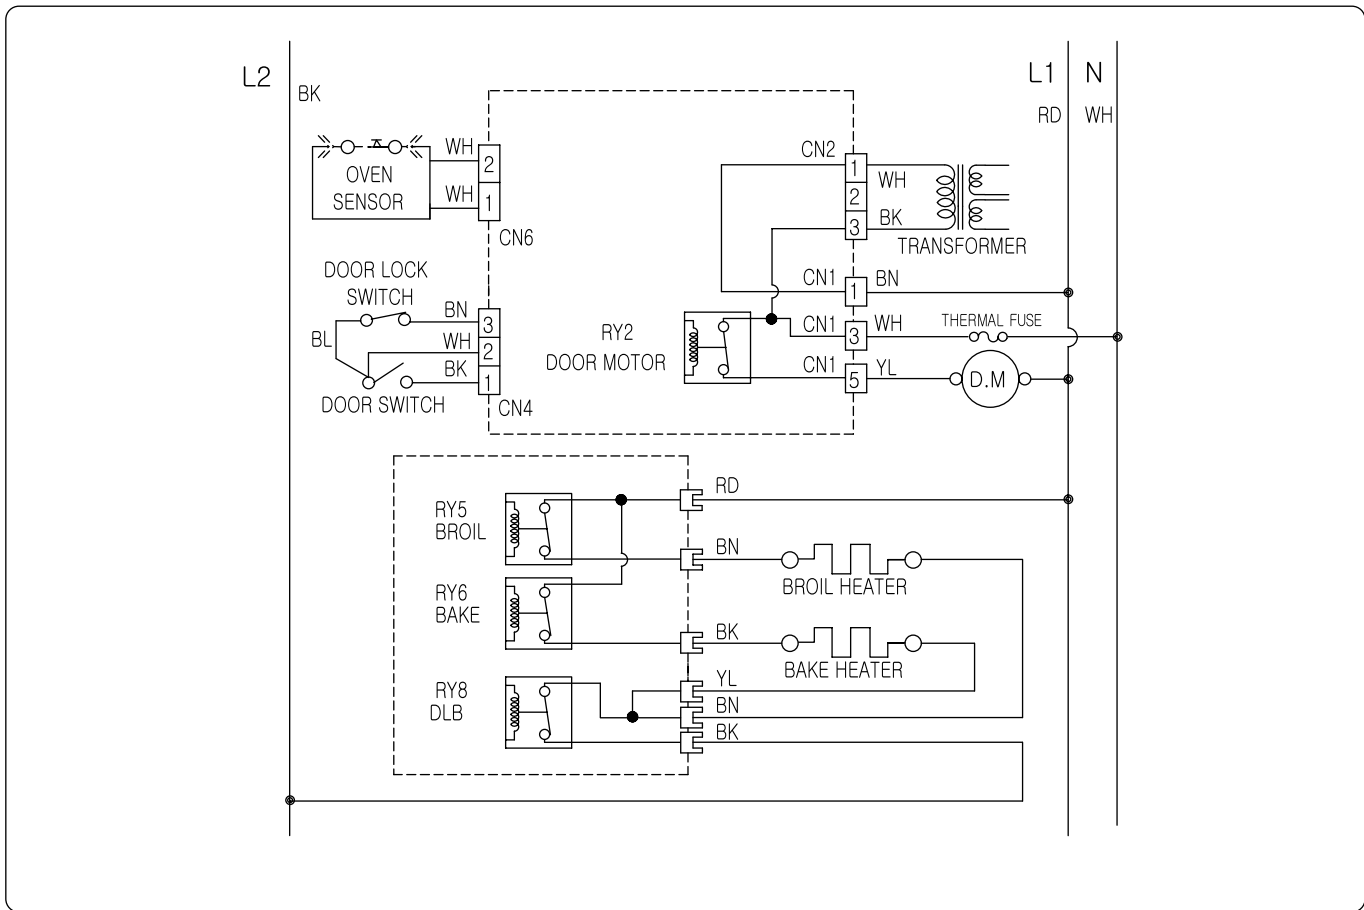 L2
BK
L1
N
RD
WH
OVEN
SENSOR
WH
2
WH
1
CN6
DOOR LOCK
SWITCH
BL
BN
3
WH
2
BK
1
DOOR SWITCH
CN4
CN2
1
WH
2
BK
3
TRANSFORMER
CN1
1
BN
RY2
DOOR MOTOR
CN1
3
WH
THERMAL FUSE
CN1
5
YL
D.M
RY5
BROIL
RD
BN
BROIL HEATER
RY6
BAKE
BK
BAKE HEATER
RY8
DLB
YL
BN
BK